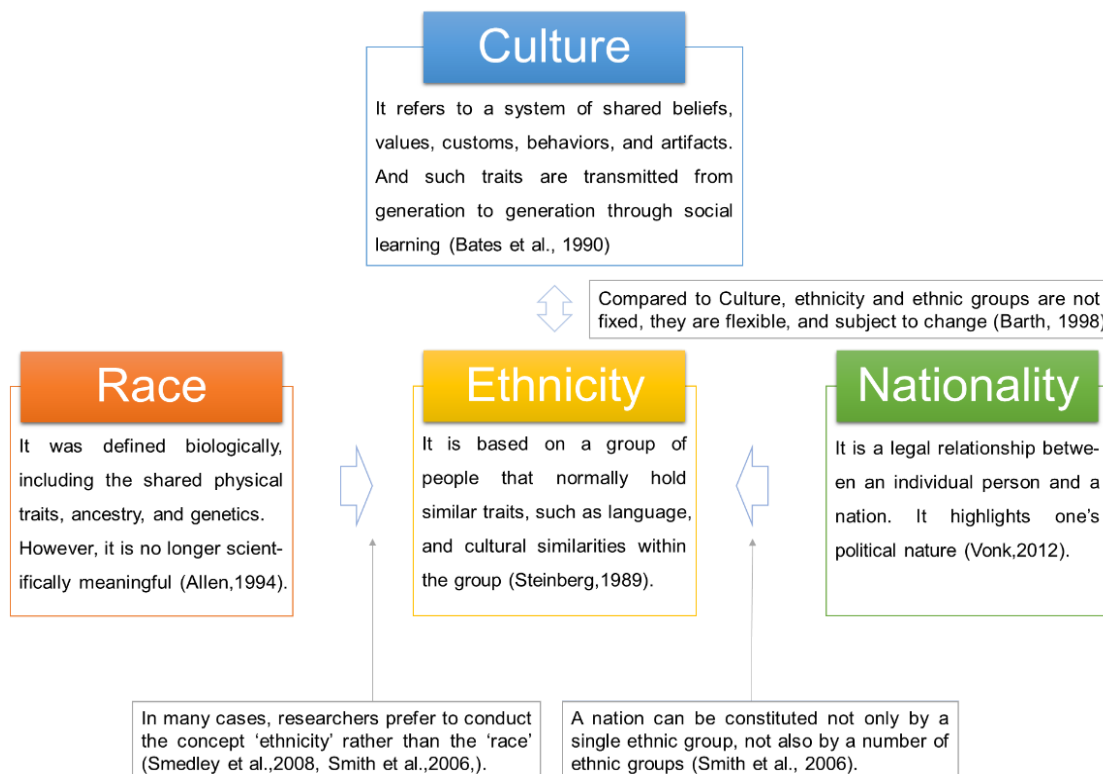 Culture
It refers to a system of shared beliefs,
values, customs, behaviors, and artifacts.
And such traits are transmitted from
generation to generation through social
learning (Bates et al., 1990)
Compared to Culture, ethnicity and ethnic groups are not
fixed, they are flexible, and subject to change (Barth, 1998)
Race
It was defined biologically,
including the shared physical
traits, ancestry, and genetics.
However, it is no longer scient-
ifically meaningful (Allen,1994).
Ethnicity
It is based on a group of
people that normally hold
similar traits, such as language,
and cultural similarities within
the group (Steinberg,1989).
Nationality
It is a legal relationship betwe-
en an individual person and a
nation. It highlights one's
political nature (Vonk,2012).
In many cases, researchers prefer to conduct
the concept 'ethnicity' rather than the 'race'
(Smedley et al.,2008, Smith et al.,2006,).
A nation can be constituted not only by a
single ethnic group, not also by a number of
ethnic groups (Smith et al., 2006).